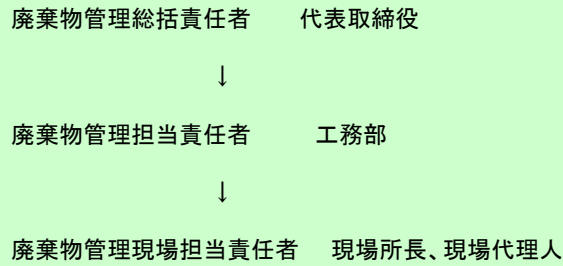 廃棄物管理総括責任者　　代表取締役
↓
廃棄物管理担当責任者　　工務部
↓
廃棄物管理現場担当責任者　　現場所長、現場代理人